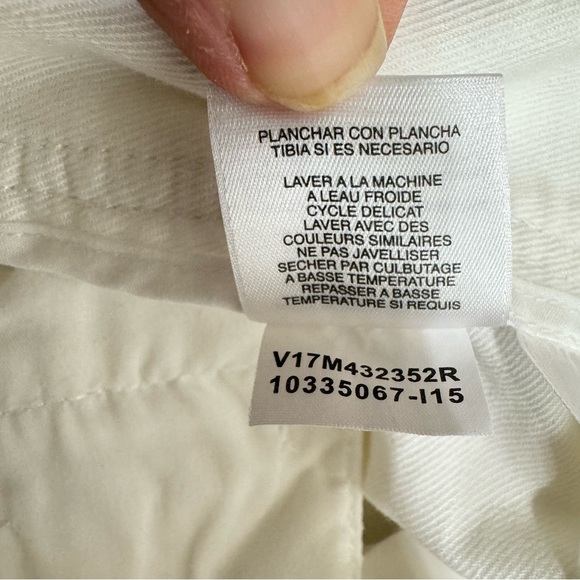 PLANCHAR CON PLANCHA
TIBIA SI ES NECESARIO
LAVER A LA MACHINE
A LEAU FROIDE
CYCLE DELICAT
LAVER AVEC DES
COULEURS SIMILAIRES
NE PAS JAVELLISER
SECHER PAR CULBUTAGE
A BASSE TEMPERATURE
REPASSER A BASSE
TEMPERATURE SI REQUIS
V17M432352R
10335067-I15